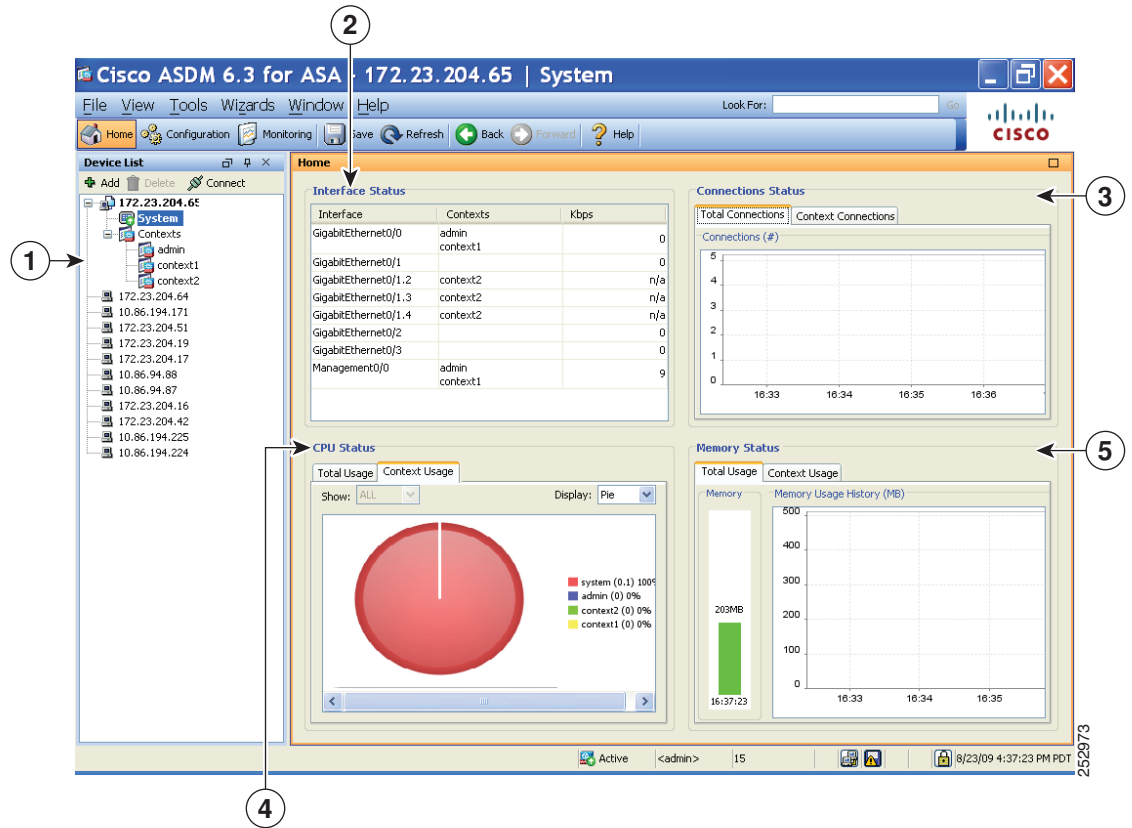 2
Cisco ASDM 6.3 for ASA - 172.23.204.65 | System
File View Tools Wizards Window Help
Look For:
Go
Home Configuration Monitoring Save Refresh Back Forward Help
CISCO
Device List
Add Delete Connect
172.23.204.65
System
Contexts
admin
context1
context2
172.23.204.64
10.86.194.171
172.23.204.51
172.23.204.19
172.23.204.17
10.86.94.88
10.86.94.87
172.23.204.16
172.23.204.42
10.86.194.225
10.86.194.224
1
Home
Interface Status
Interface Contexts Kbps
GigabitEthernet0/0 admin 0
context1
GigabitEthernet0/1 0
GigabitEthernet0/1.2 context2 n/a
GigabitEthernet0/1.3 context2 n/a
GigabitEthernet0/1.4 context2 n/a
GigabitEthernet0/2 0
GigabitEthernet0/3 0
Management0/0 admin 9
context1
Connections Status
3
Total Connections Context Connections
Connections (#)
5
4
3
2
1
0
16:33 16:34 16:35 16:36
CPU Status
Total Usage Context Usage
Show: ALL Display: Pie
system (0.1) 100%
admin (0) 0%
context2 (0) 0%
context1 (0) 0%
Memory Status
5
Total Usage Context Usage
Memory
203MB
16:37:23
Memory Usage History (MB)
500
400
300
200
100
0
16:33 16:34 16:35
Active <admin> 15 8/23/09 4:37:23 PM PDT
252973
4